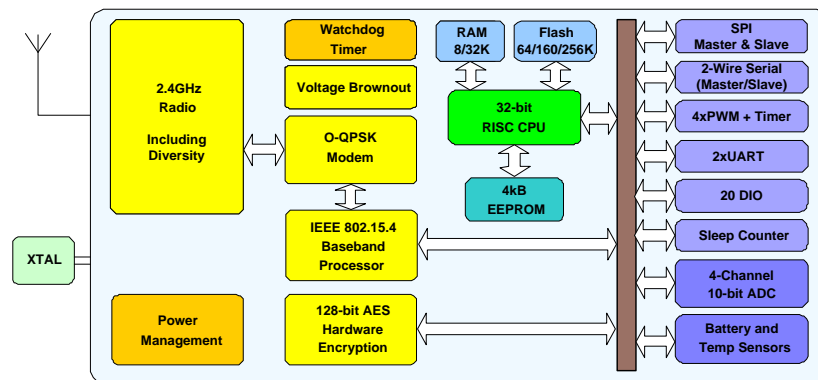 2.4GHz
Radio
Including
Diversity
XTAL
Power
Management
Watchdog
Timer
Voltage Brownout
O-QPSK
Modem
IEEE 802.15.4
Baseband
Processor
128-bit AES
Hardware
Encryption
RAM
8/32K
Flash
64/160/256K
32-bit
RISC CPU
4kB
EEPROM
SPI
Master & Slave
2-Wire Serial
(Master/Slave)
4xPWM + Timer
2xUART
20 DIO
Sleep Counter
4-Channel
10-bit ADC
Battery and
Temp Sensors